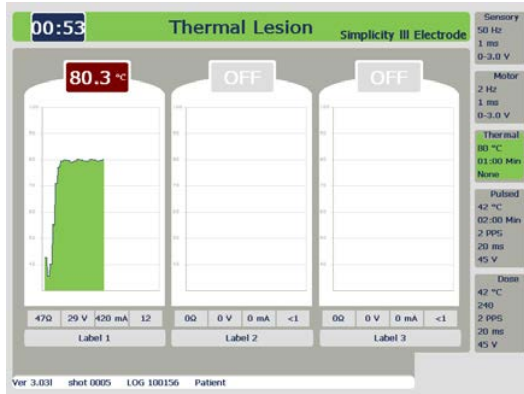 00:53
Thermal Lesion
Simplicity III Electrode
80.3 °C
OFF
OFF
47Ω 29 V 420 mA 12
0Ω 0 V 0 mA <1
0Ω 0 V 0 mA <1
Label 1
Label 2
Label 3
Sensory
50 Hz
1 ms
0-3.0 V
Motor
2 Hz
1 ms
0-3.0 V
Thermal
80 °C
01:00 Min
None
Pulsed
42 °C
02:00 Min
2 PPS
20 ms
45 V
Dose
42 °C
240
2 PPS
20 ms
45 V
Ver 3.03l shot 0005 LOG 100156 Patient